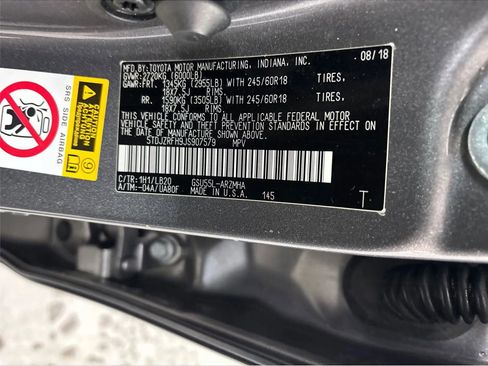 MFD.BY:TOYOTA MOTOR MANUFACTURING, INDIANA, INC. 08/18
GVWR:2720KG (6000LB)
GAWR:FRT. 1345KG (2955LB) WITH 245/60R18 TIRES,
18X7.5J RIMS,
RR. 1590KG (3505LB) WITH 245/60R18 TIRES,
18X7.5J RIMS,
THIS VEHICLE CONFORMS TO ALL APPLICABLE FEDERAL MOTOR
VEHICLE SAFETY, BUMPER, AND THEFT PREVENTION STANDARDS IN EFFECT
ON THE DATE OF MANUFACTURE SHOWN ABOVE.
5TDJZRFH9JS907579 MPV
C/TR:1H1/LB20 GSU55L-ARZMHA
A/TM:-04A/UA80F MADE IN U.S.A. 145
T
SRS SIDE AIRBAG
9